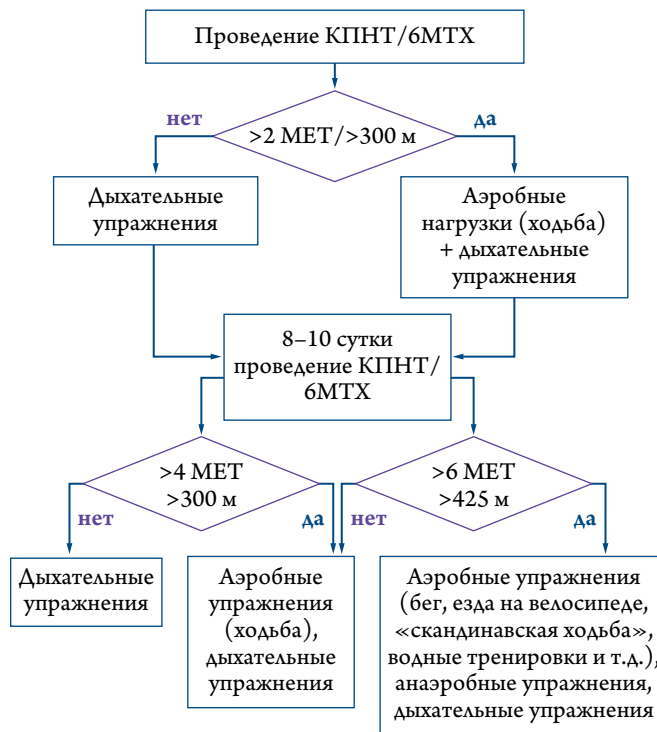 Проведение КПНТ/6МТХ
нет
>2 МЕТ/>300 м
да
Дыхательные
упражнения
Аэробные
нагрузки (ходьба)
+ дыхательные
упражнения
8–10 сутки
проведение КПНТ/
6МТХ
>4 МЕТ
>300 м
>6 МЕТ
>425 м
нет
да
нет
да
Дыхательные
упражнения
Аэробные
упражнения
(ходьба),
дыхательные
упражнения
Аэробные упражнения
(бег, езда на велосипеде,
«скандинавская ходьба»,
водные тренировки и т.д.),
анаэробные упражнения,
дыхательные упражнения